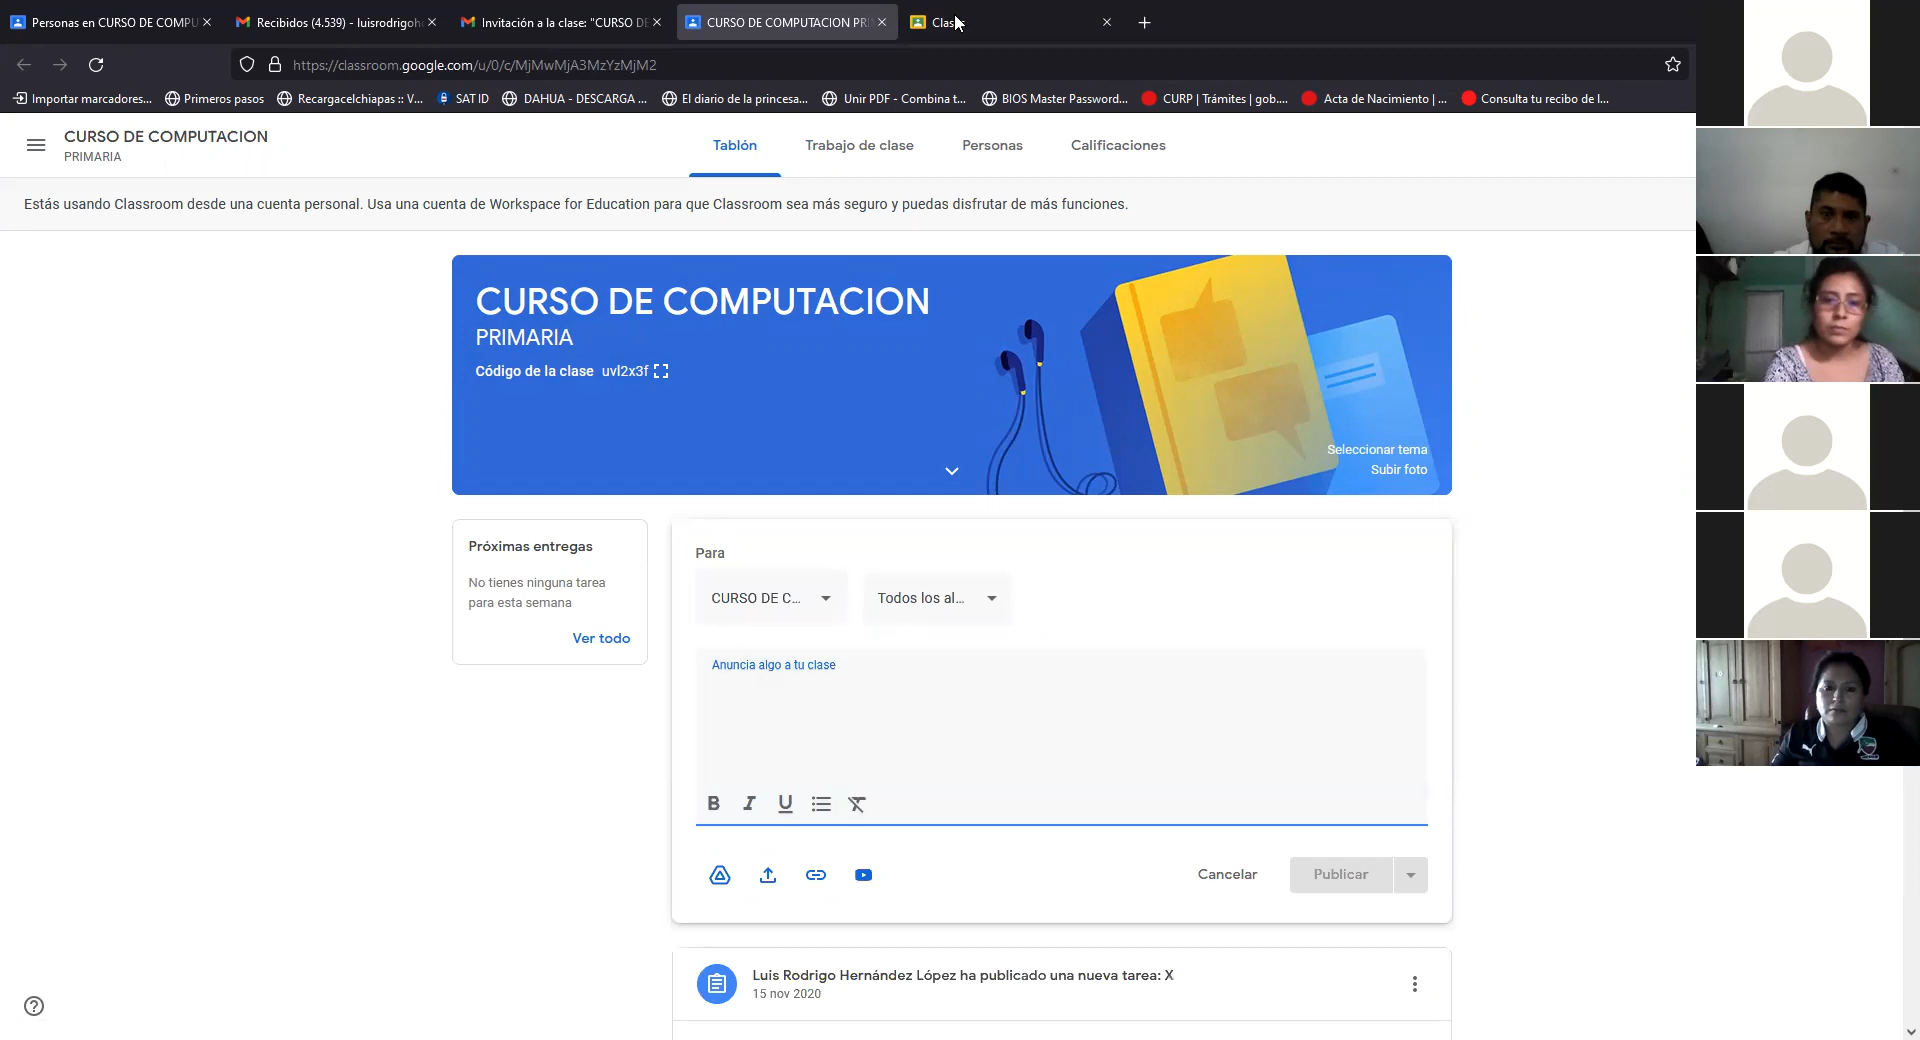 Personas en CURSO DE COMPU
Recibidos (4.539) - luisrodrigoh
Invitación a la clase: "CURSO DE
CURSO DE COMPUTACION PRI
https://classroom.google.com/u/0/c/MjMwMjA3MzYzMjM2
Importar marcadores...
Primeros pasos
Recargacelchiapas :: V...
SAT ID
DAHUA - DESCARGA ...
El diario de la princesa...
Unir PDF - Combina t...
BIOS Master Password...
CURP | Trámites | gob....
Acta de Nacimiento | ...
Consulta tu recibo de l...
CURSO DE COMPUTACION
PRIMARIA
Tablón
Trabajo de clase
Personas
Calificaciones
Estás usando Classroom desde una cuenta personal. Usa una cuenta de Workspace for Education para que Classroom sea más seguro y puedas disfrutar de más funciones.
CURSO DE COMPUTACION
PRIMARIA
Código de la clase uvl2x3f
Seleccionar tema
Subir foto
Próximas entregas
No tienes ninguna tarea
para esta semana
Ver todo
Para
CURSO DE C...
Todos los al...
Anuncia algo a tu clase
B I U
Cancelar
Publicar
Luis Rodrigo Hernández López ha publicado una nueva tarea: X
15 nov 2020